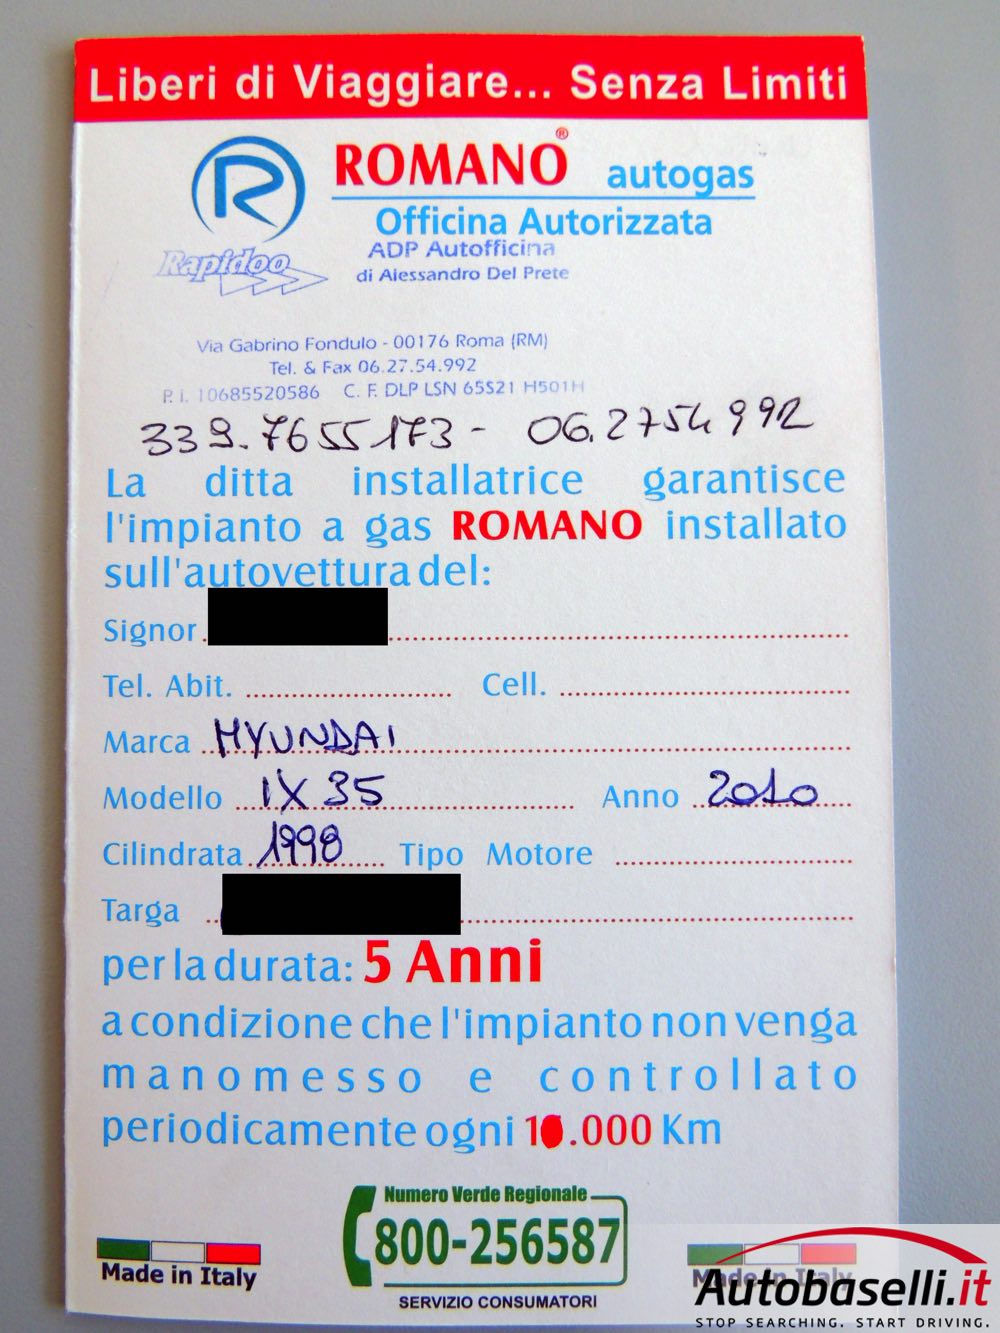 Liberi di Viaggiare... Senza Limiti
R ROMANO® autogas
Officina Autorizzata
Rapidoo
ADP Autofficina
di Alessandro Del Prete
Via Gabrino Fondulo - 00176 Roma (RM)
Tel. & Fax 06.27.54.992
P. I. 10685520586 C. F. DLP LSN 65S21 H501H
339.7655173 - 06.2754992
La ditta installatrice garantisce
l'impianto a gas ROMANO installato
sull'autovettura del:
Signor
Tel. Abit. Cell.
Marca HYUNDAI
Modello IX 35 Anno 2010
Cilindrata 1998 Tipo Motore
Targa
per la durata: 5 Anni
a condizione che l'impianto non venga
manomesso e controllato
periodicamente ogni 10.000 Km
Numero Verde Regionale
800-256587
SERVIZIO CONSUMATORI
Made in Italy
Made in Italy
Autobaselli.it
STOP SEARCHING. START DRIVING.